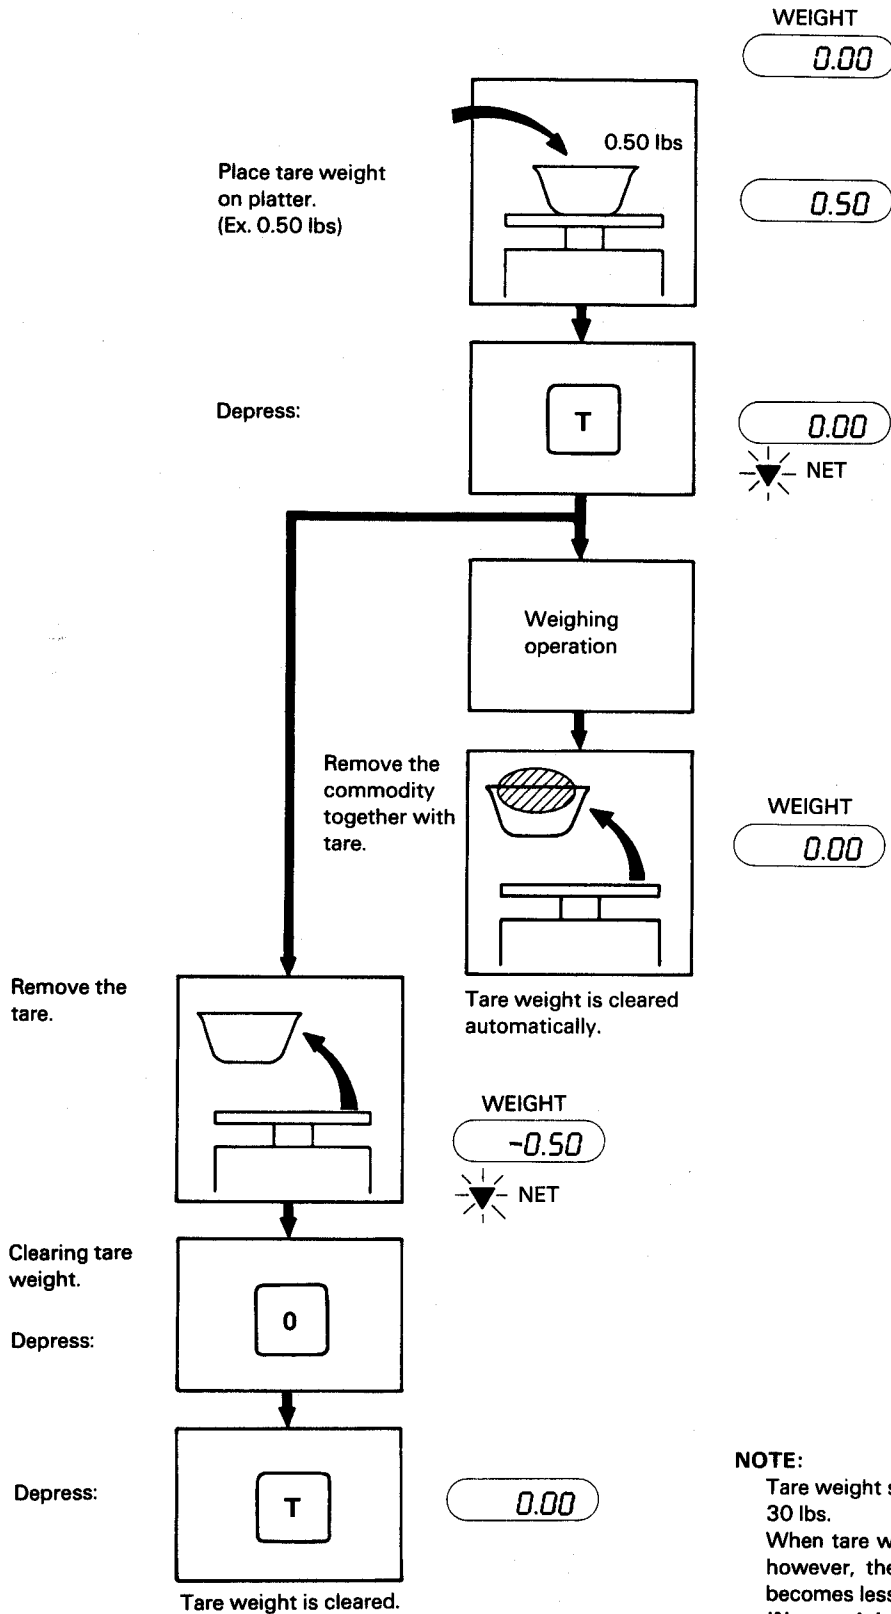 WEIGHT
0.00
0.50 lbs
Place tare weight
on platter.
(Ex. 0.50 lbs)
0.50
Depress:
T
0.00
NET
Weighing
operation
Remove the
commodity
together with
tare.
WEIGHT
0.00
Tare weight is cleared
automatically.
Remove the
tare.
WEIGHT
-0.50
NET
Clearing tare
weight.
Depress:
0
Depress:
T
0.00
Tare weight is cleared.
NOTE:
Tare weight
30 lbs.
When tare
however, the
becomes less